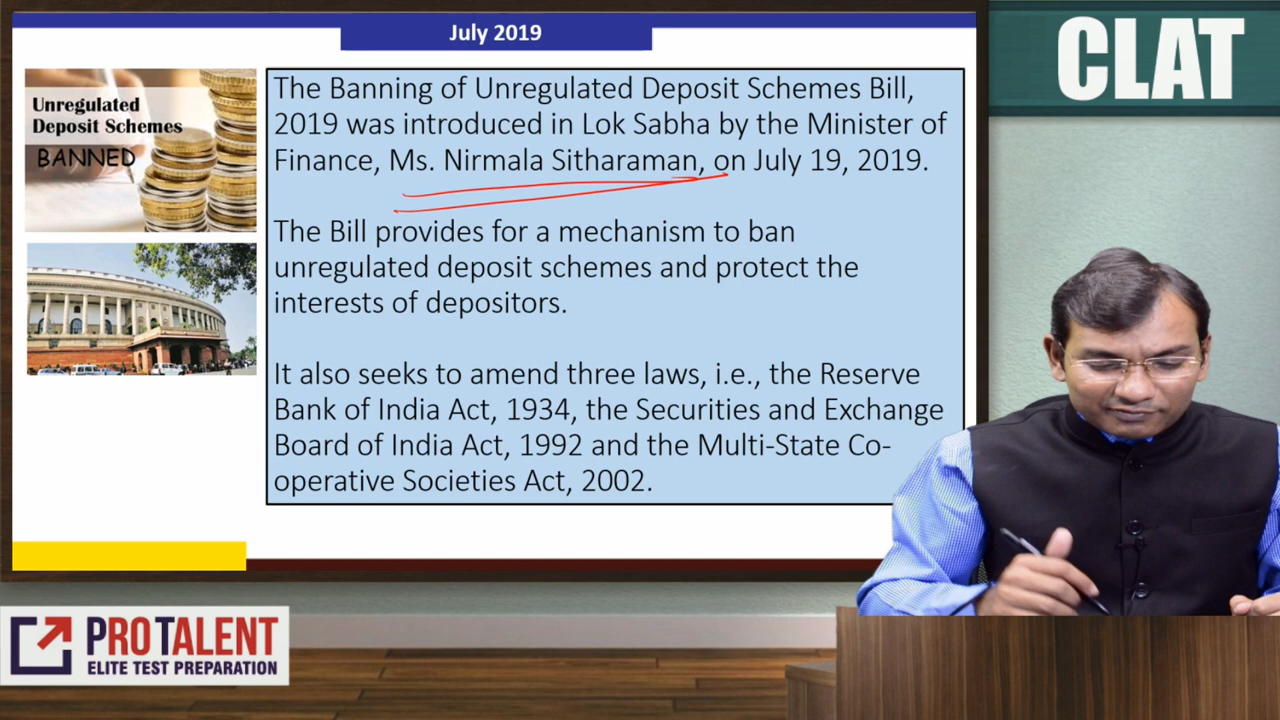 July 2019
CLAT
Unregulated
Deposit Schemes
BANNED
The Banning of Unregulated Deposit Schemes Bill,
2019 was introduced in Lok Sabha by the Minister of
Finance, Ms. Nirmala Sitharaman, on July 19, 2019.
The Bill provides for a mechanism to ban
unregulated deposit schemes and protect the
interests of depositors.
It also seeks to amend three laws, i.e., the Reserve
Bank of India Act, 1934, the Securities and Exchange
Board of India Act, 1992 and the Multi-State Co-
operative Societies Act, 2002.
PROTALENT
ELITE TEST PREPARATION